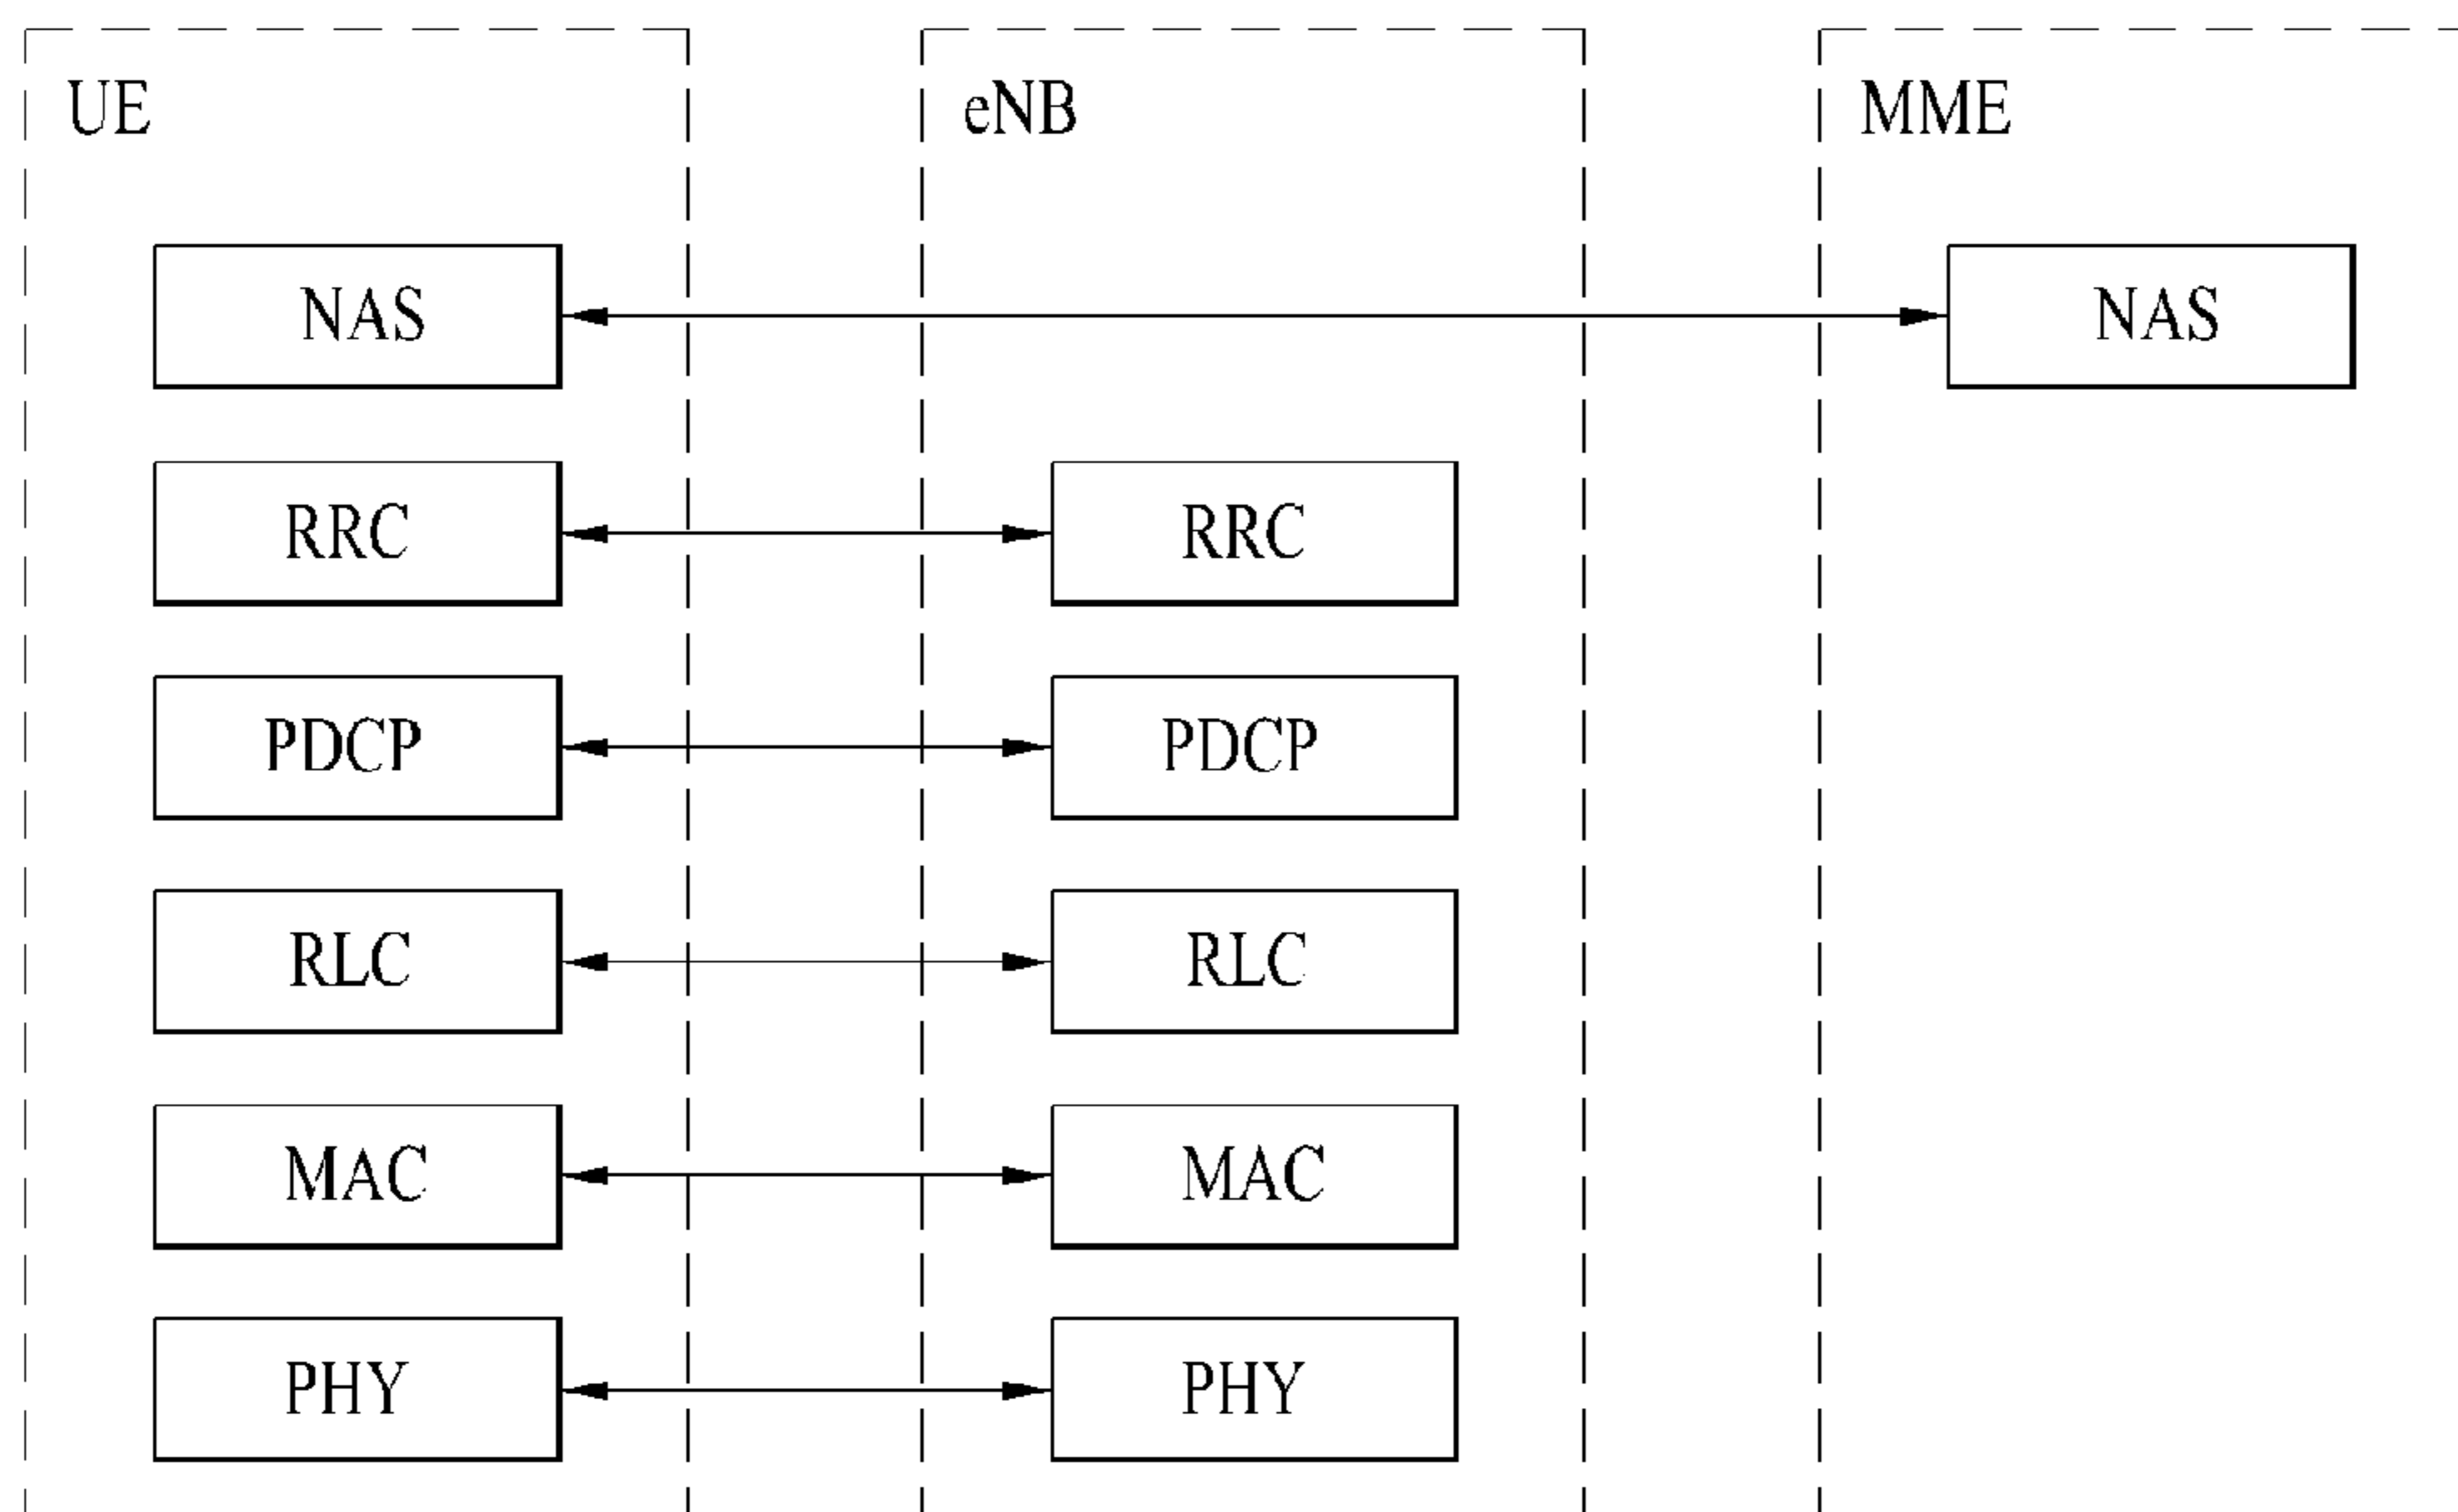 UE eNB MME
NAS NAS
RRC RRC
PDCP PDCP
RLC RLC
MAC MAC
PHY PHY